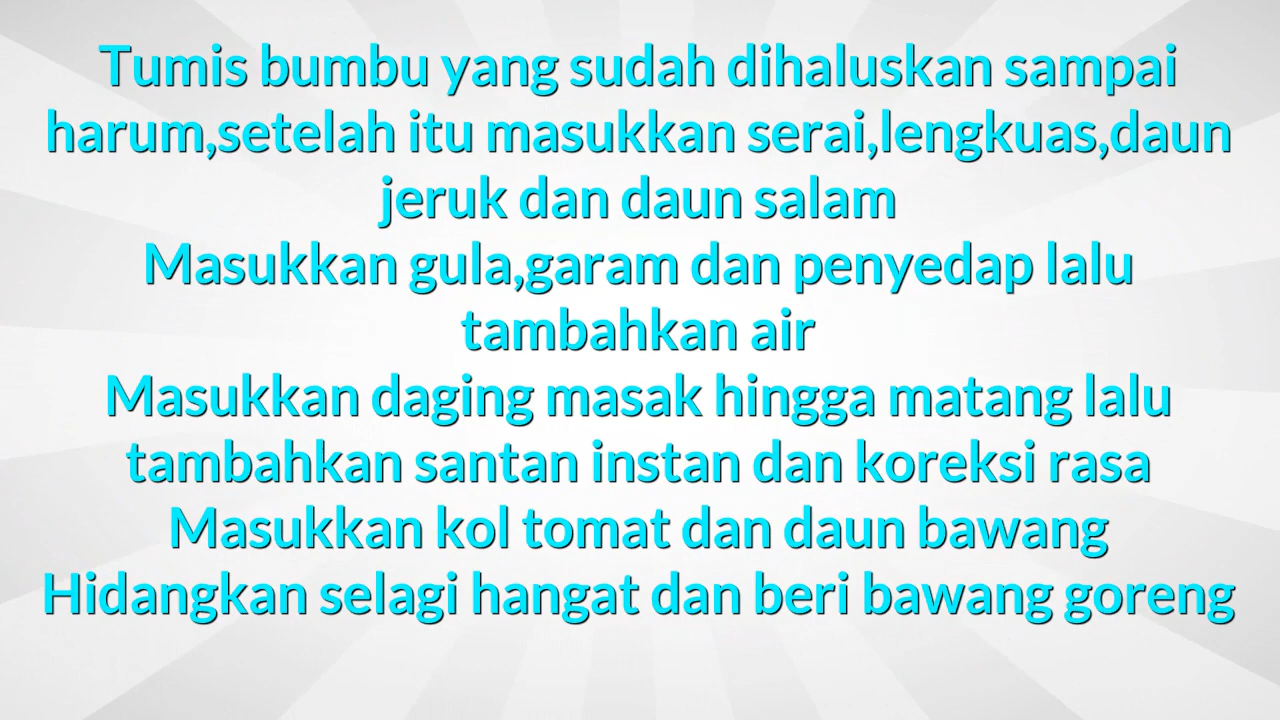 Tumis bumbu yang sudah dihaluskan sampai
harum,setelah itu masukkan serai,lengkuas,daun
jeruk dan daun salam
Masukkan gula,garam dan penyedap lalu
tambahkan air
Masukkan daging masak hingga matang lalu
tambahkan santan instan dan koreksi rasa
Masukkan kol tomat dan daun bawang
Hidangkan selagi hangat dan beri bawang goreng